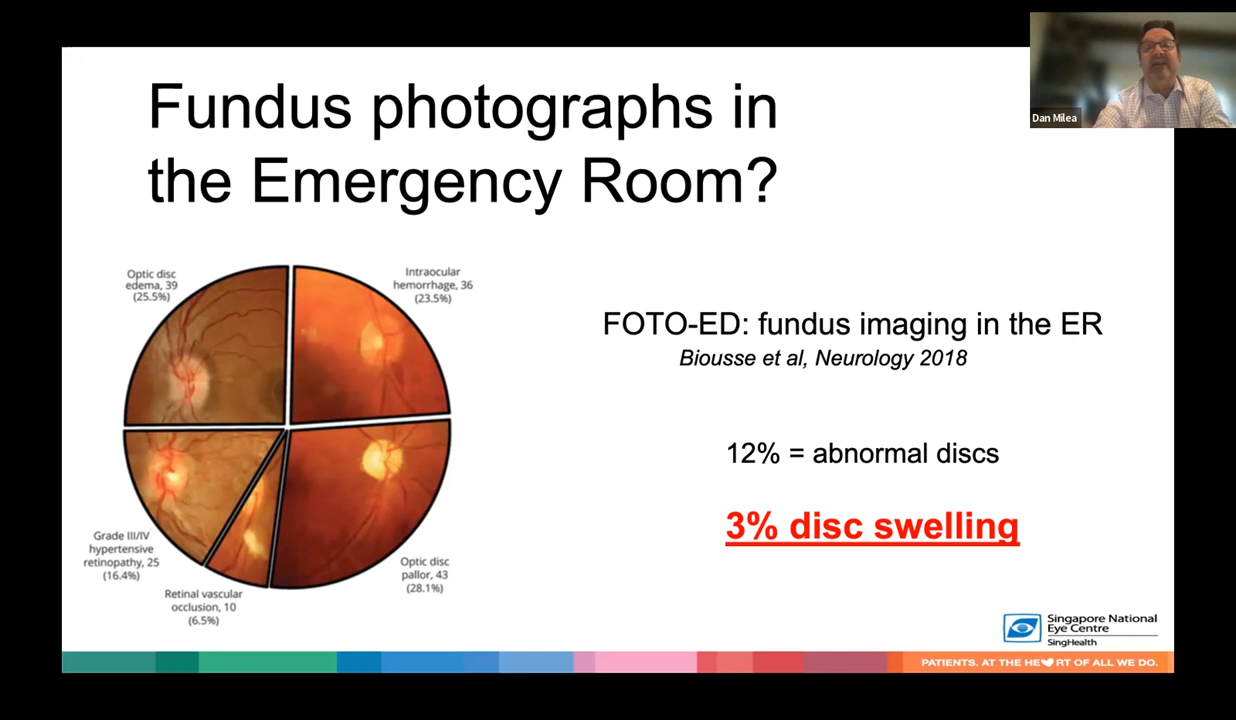 Fundus photographs in
the Emergency Room?
Dan Milea
Optic disc
edema, 39
(25.5%)
Intraocular
hemorrhage, 36
(23.5%)
Grade III/IV
hypertensive
retinopathy, 25
(16.4%)
Retinal vascular
occlusion, 10
(6.5%)
Optic disc
pallor, 43
(28.1%)
FOTO-ED: fundus imaging in the ER
Biousse et al, Neurology 2018
12% = abnormal discs
3% disc swelling
Singapore National
Eye Centre
SingHealth
PATIENTS. AT THE HE♥RT OF ALL WE DO.